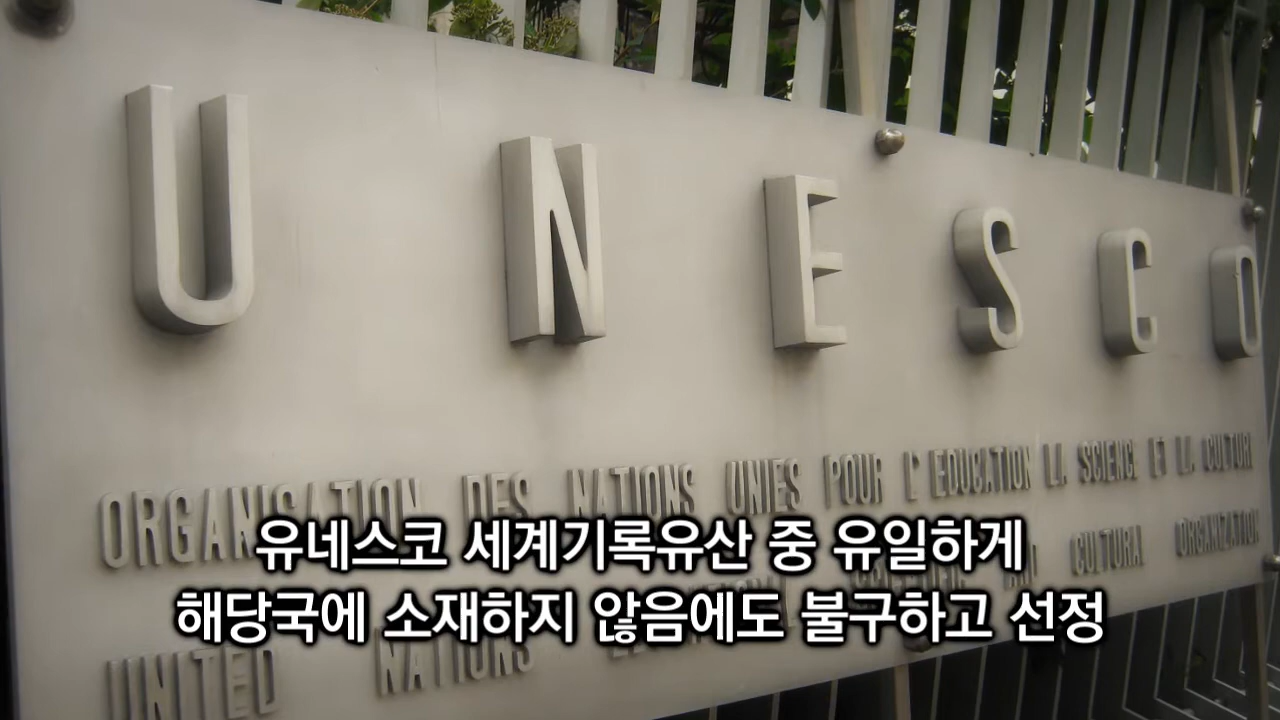 UNESCO
ORGANISATION DES NATIONS UNIES POUR L'EDUCATION LA SCIENCE ET LA CULTURE
CULTURAL ORGANIZATION
유네스코 세계기록유산 중 유일하게
해당국에 소재하지 않음에도 불구하고 선정
UNITED NATIONS